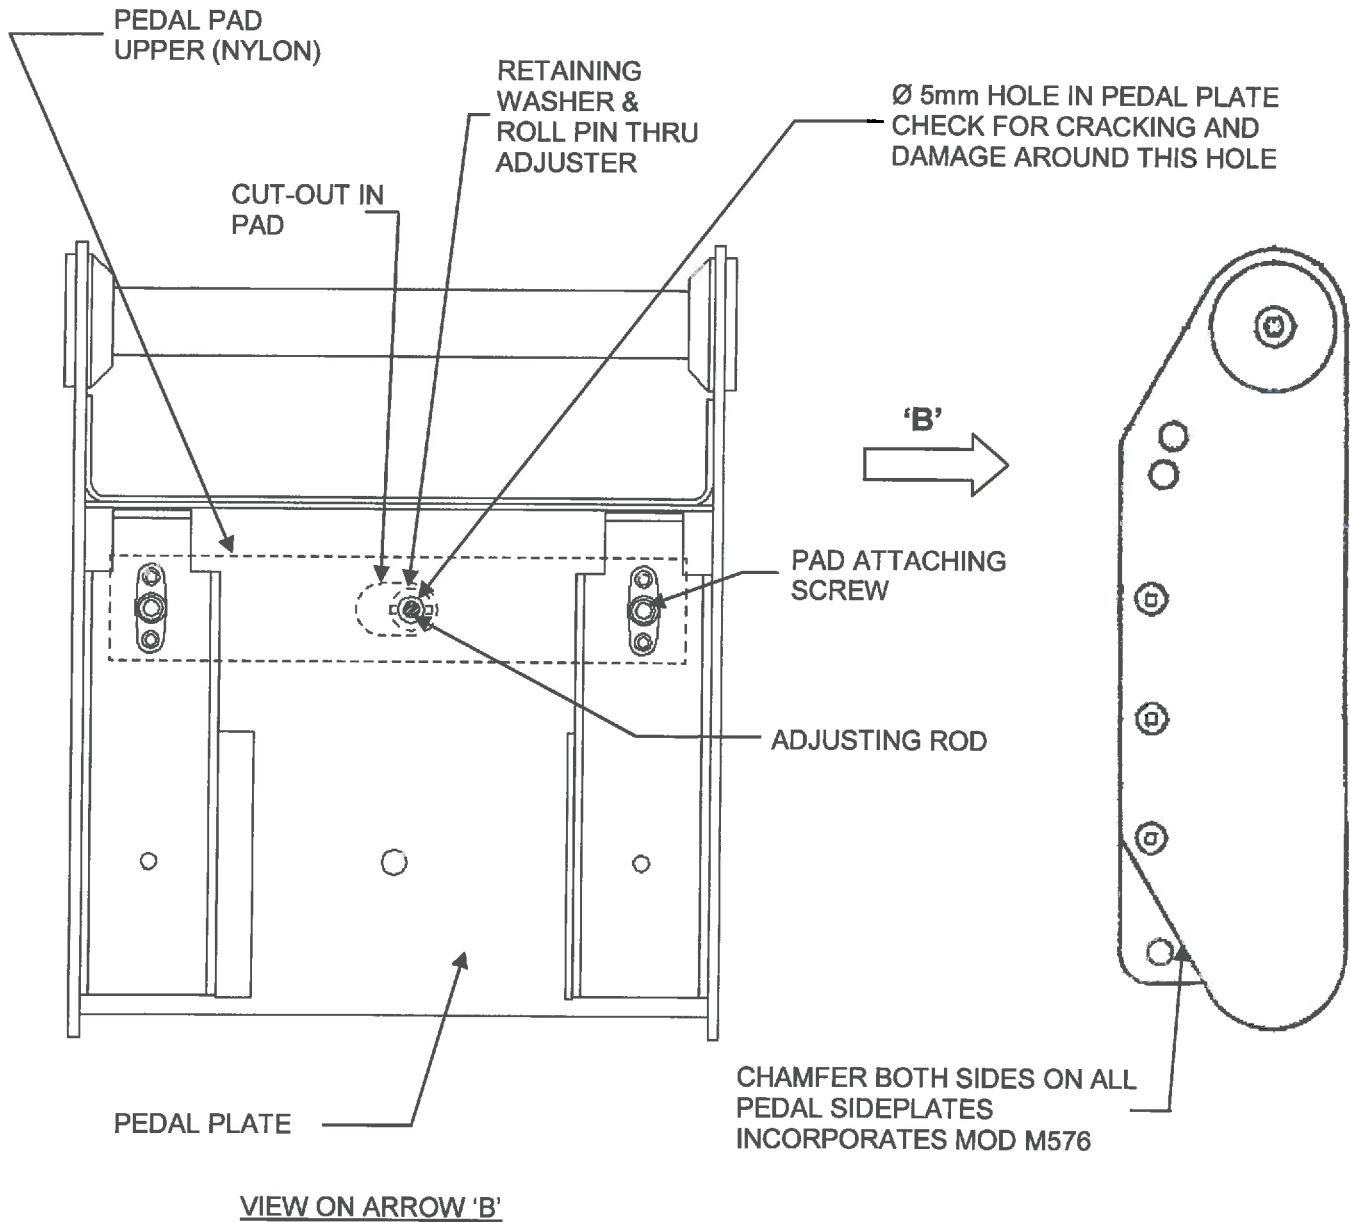 PEDAL PAD
UPPER (NYLON)
RETAINING
WASHER &
ROLL PIN THRU
ADJUSTER
Ø 5mm HOLE IN PEDAL PLATE
CHECK FOR CRACKING AND
DAMAGE AROUND THIS HOLE
CUT-OUT IN
PAD
‘B’
PAD ATTACHING
SCREW
ADJUSTING ROD
CHAMFER BOTH SIDES ON ALL
PEDAL SIDEPLATES
INCORPORATES MOD M576
PEDAL PLATE
VIEW ON ARROW ‘B’